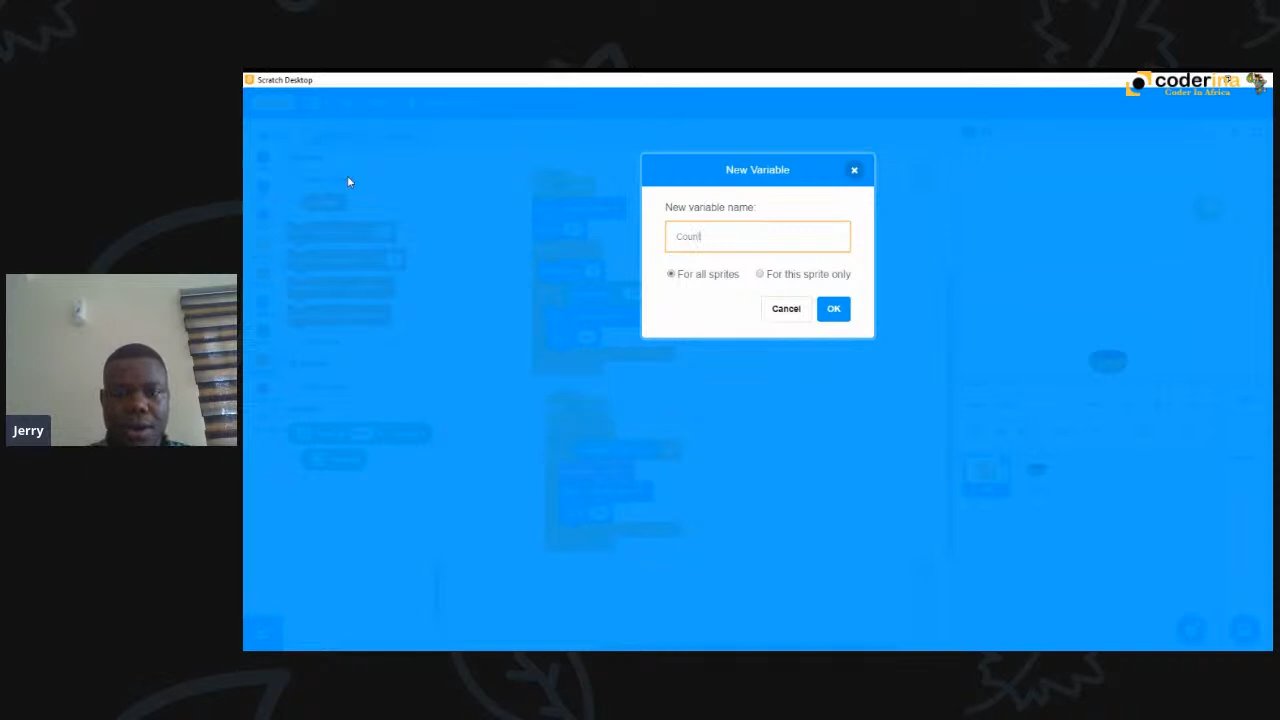 Scratch Desktop
coderina
Coder In Africa
New Variable
New variable name:
Count
For all sprites
For this sprite only
Cancel
OK
Jerry